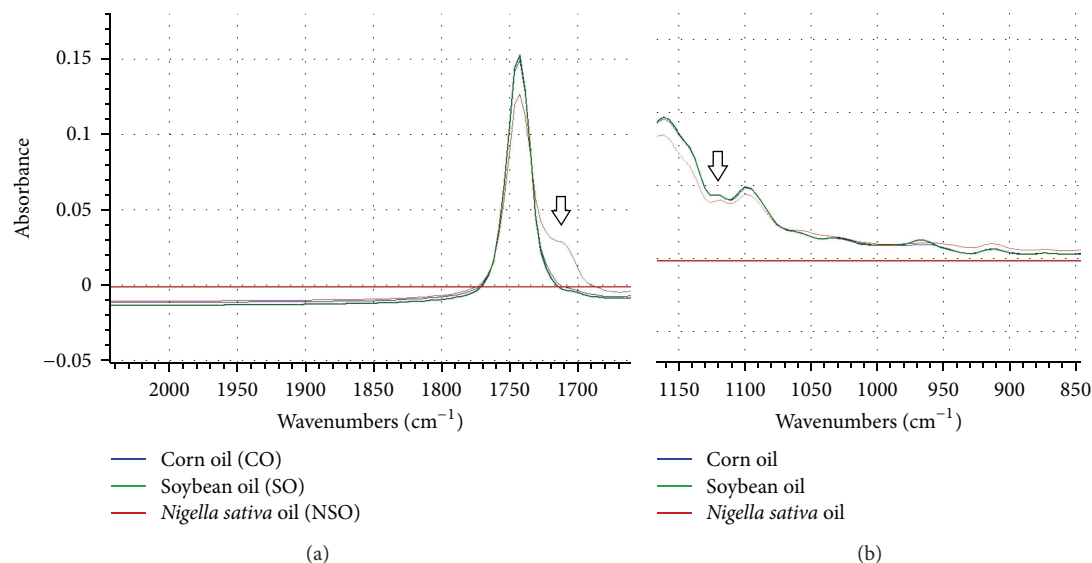 Absorbance
0.15
0.1
0.05
0
−0.05
2000 1950 1900 1850 1800 1750 1700
Wavenumbers (cm−1)
Corn oil (CO)
Soybean oil (SO)
Nigella sativa oil (NSO)
(a)
1150 1100 1050 1000 950 900 850
Wavenumbers (cm−1)
Corn oil
Soybean oil
Nigella sativa oil
(b)